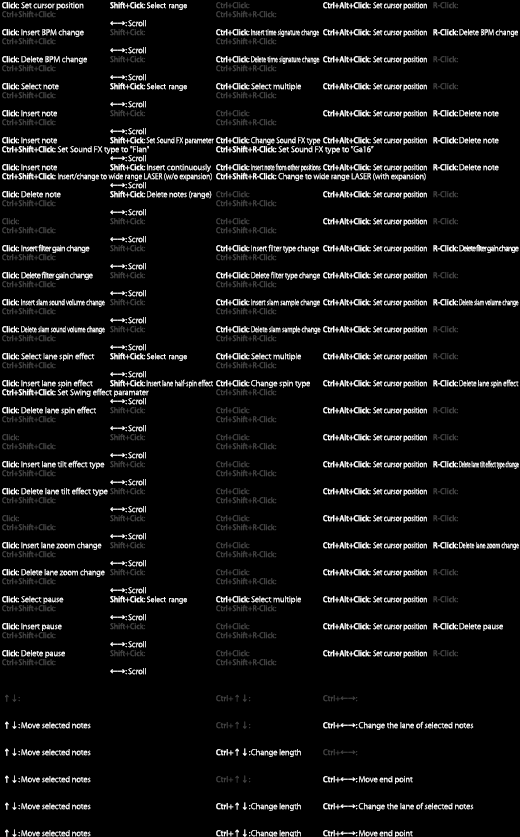 Click: Set cursor position Shift+Cick: Select range Ctrl+Click: Ctrl+Alt+Click: Set cursor position R-Click:
Ctrl+Shift+Click: Ctrl+Shift+R-Click:
←→:Scroll
Click: Insert BPM change Shift+Cick: Ctrl+Click: Insert time signature change Ctrl+Alt+Click: Set cursor position R-Click: Delete BPM change
Ctrl+Shift+Click: Ctrl+Shift+R-Click:
←→:Scroll
Click: Delete BPM change Shift+Cick: Ctrl+Click: Delete time signature change Ctrl+Alt+Click: Set cursor position R-Click:
Ctrl+Shift+Click: Ctrl+Shift+R-Click:
←→:Scroll
Click: Select note Shift+Cick: Select range Ctrl+Click: Select multiple Ctrl+Alt+Click: Set cursor position R-Click:
Ctrl+Shift+Click: Ctrl+Shift+R-Click:
←→:Scroll
Click: Insert note Shift+Cick: Ctrl+Click: Ctrl+Alt+Click: Set cursor position R-Click: Delete note
Ctrl+Shift+Click: Ctrl+Shift+R-Click:
←→:Scroll
Click: Insert note Shift+Cick: Set Sound FX parameter Ctrl+Click: Change Sound FX type Ctrl+Alt+Click: Set cursor position R-Click: Delete note
Ctrl+Shift+Click: Set Sound FX type to "Flan" Ctrl+Shift+R-Click: Set Sound FX type to "Ga16"
←→:Scroll
Click: Insert note Shift+Cick: Insert continuously Ctrl+Click: Insert note from other positions Ctrl+Alt+Click: Set cursor position R-Click: Delete note
Ctrl+Shift+Click: Insert/change to wide range LASER (w/o expansion) Ctrl+Shift+R-Click: Change to wide range LASER (with expansion)
←→:Scroll
Click: Delete note Shift+Cick: Delete notes (range) Ctrl+Click: Ctrl+Alt+Click: Set cursor position R-Click:
Ctrl+Shift+Click: Ctrl+Shift+R-Click:
←→:Scroll
Click: Shift+Cick: Ctrl+Click: Ctrl+Alt+Click: Set cursor position R-Click:
Ctrl+Shift+Click: Ctrl+Shift+R-Click:
←→:Scroll
Click: Insert filter gain change Shift+Cick: Ctrl+Click: Insert filter type change Ctrl+Alt+Click: Set cursor position R-Click: Delete filter gain change
Ctrl+Shift+Click: Ctrl+Shift+R-Click:
←→:Scroll
Click: Delete filter gain change Shift+Cick: Ctrl+Click: Delete filter type change Ctrl+Alt+Click: Set cursor position R-Click:
Ctrl+Shift+Click: Ctrl+Shift+R-Click:
←→:Scroll
Click: Insert slam sound volume change Shift+Cick: Ctrl+Click: Insert slam sample change Ctrl+Alt+Click: Set cursor position R-Click: Delete slam volume change
Ctrl+Shift+Click: Ctrl+Shift+R-Click:
←→:Scroll
Click: Delete slam sound volume change Shift+Cick: Ctrl+Click: Delete slam sample change Ctrl+Alt+Click: Set cursor position R-Click:
Ctrl+Shift+Click: Ctrl+Shift+R-Click:
←→:Scroll
Click: Select lane spin effect Shift+Cick: Select range Ctrl+Click: Select multiple Ctrl+Alt+Click: Set cursor position R-Click:
Ctrl+Shift+Click: Ctrl+Shift+R-Click:
←→:Scroll
Click: Insert lane spin effect Shift+Cick: Insert lane half-spin effect Ctrl+Click: Change spin type Ctrl+Alt+Click: Set cursor position R-Click: Delete lane spin effect
Ctrl+Shift+Click: Set Swing effect paramater Ctrl+Shift+R-Click:
←→:Scroll
Click: Delete lane spin effect Shift+Cick: Ctrl+Click: Ctrl+Alt+Click: Set cursor position R-Click:
Ctrl+Shift+Click: Ctrl+Shift+R-Click:
←→:Scroll
Click: Shift+Cick: Ctrl+Click: Ctrl+Alt+Click: Set cursor position R-Click:
Ctrl+Shift+Click: Ctrl+Shift+R-Click:
←→:Scroll
Click: Insert lane tilt effect type Shift+Cick: Ctrl+Click: Ctrl+Alt+Click: Set cursor position R-Click: Delete lane tilt effect type change
Ctrl+Shift+Click: Ctrl+Shift+R-Click:
←→:Scroll
Click: Delete lane tilt effect type Shift+Cick: Ctrl+Click: Ctrl+Alt+Click: Set cursor position R-Click:
Ctrl+Shift+Click: Ctrl+Shift+R-Click:
←→:Scroll
Click: Shift+Cick: Ctrl+Click: Ctrl+Alt+Click: Set cursor position R-Click:
Ctrl+Shift+Click: Ctrl+Shift+R-Click:
←→:Scroll
Click: Insert lane zoom change Shift+Cick: Ctrl+Click: Ctrl+Alt+Click: Set cursor position R-Click: Delete lane zoom change
Ctrl+Shift+Click: Ctrl+Shift+R-Click:
←→:Scroll
Click: Delete lane zoom change Shift+Cick: Ctrl+Click: Ctrl+Alt+Click: Set cursor position R-Click:
Ctrl+Shift+Click: Ctrl+Shift+R-Click:
←→:Scroll
Click: Select pause Shift+Cick: Select range Ctrl+Click: Select multiple Ctrl+Alt+Click: Set cursor position R-Click:
Ctrl+Shift+Click: Ctrl+Shift+R-Click:
←→:Scroll
Click: Insert pause Shift+Cick: Ctrl+Click: Ctrl+Alt+Click: Set cursor position R-Click: Delete pause
Ctrl+Shift+Click: Ctrl+Shift+R-Click:
←→:Scroll
Click: Delete pause Shift+Cick: Ctrl+Click: Ctrl+Alt+Click: Set cursor position R-Click:
Ctrl+Shift+Click: Ctrl+Shift+R-Click:
←→:Scroll
↑↓: Ctrl+↑↓: Ctrl+←→:
↑↓:Move selected notes Ctrl+↑↓: Ctrl+←→:Change the lane of selected notes
↑↓:Move selected notes Ctrl+↑↓:Change length Ctrl+←→:
↑↓:Move selected notes Ctrl+↑↓: Ctrl+←→:Move end point
↑↓:Move selected notes Ctrl+↑↓:Change length Ctrl+←→:Change the lane of selected notes
↑↓:Move selected notes Ctrl+↑↓:Change length Ctrl+←→:Move end point